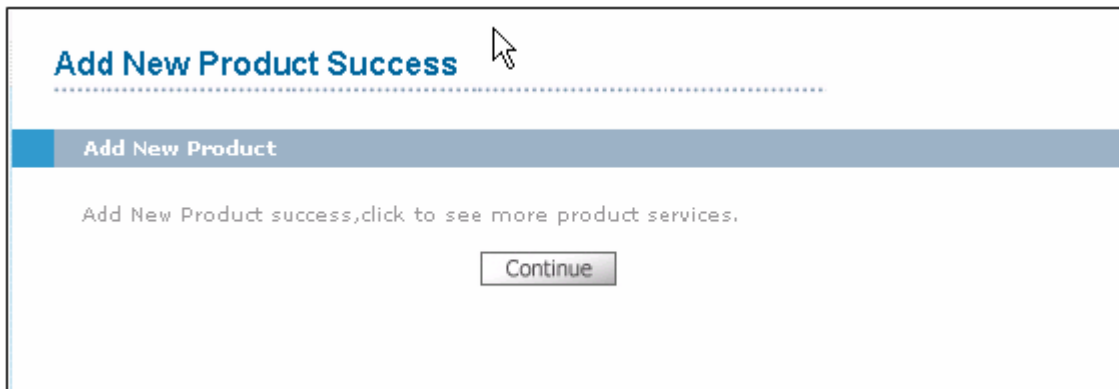 Add New Product Success
Add New Product
Add New Product success,click to see more product services.
Continue